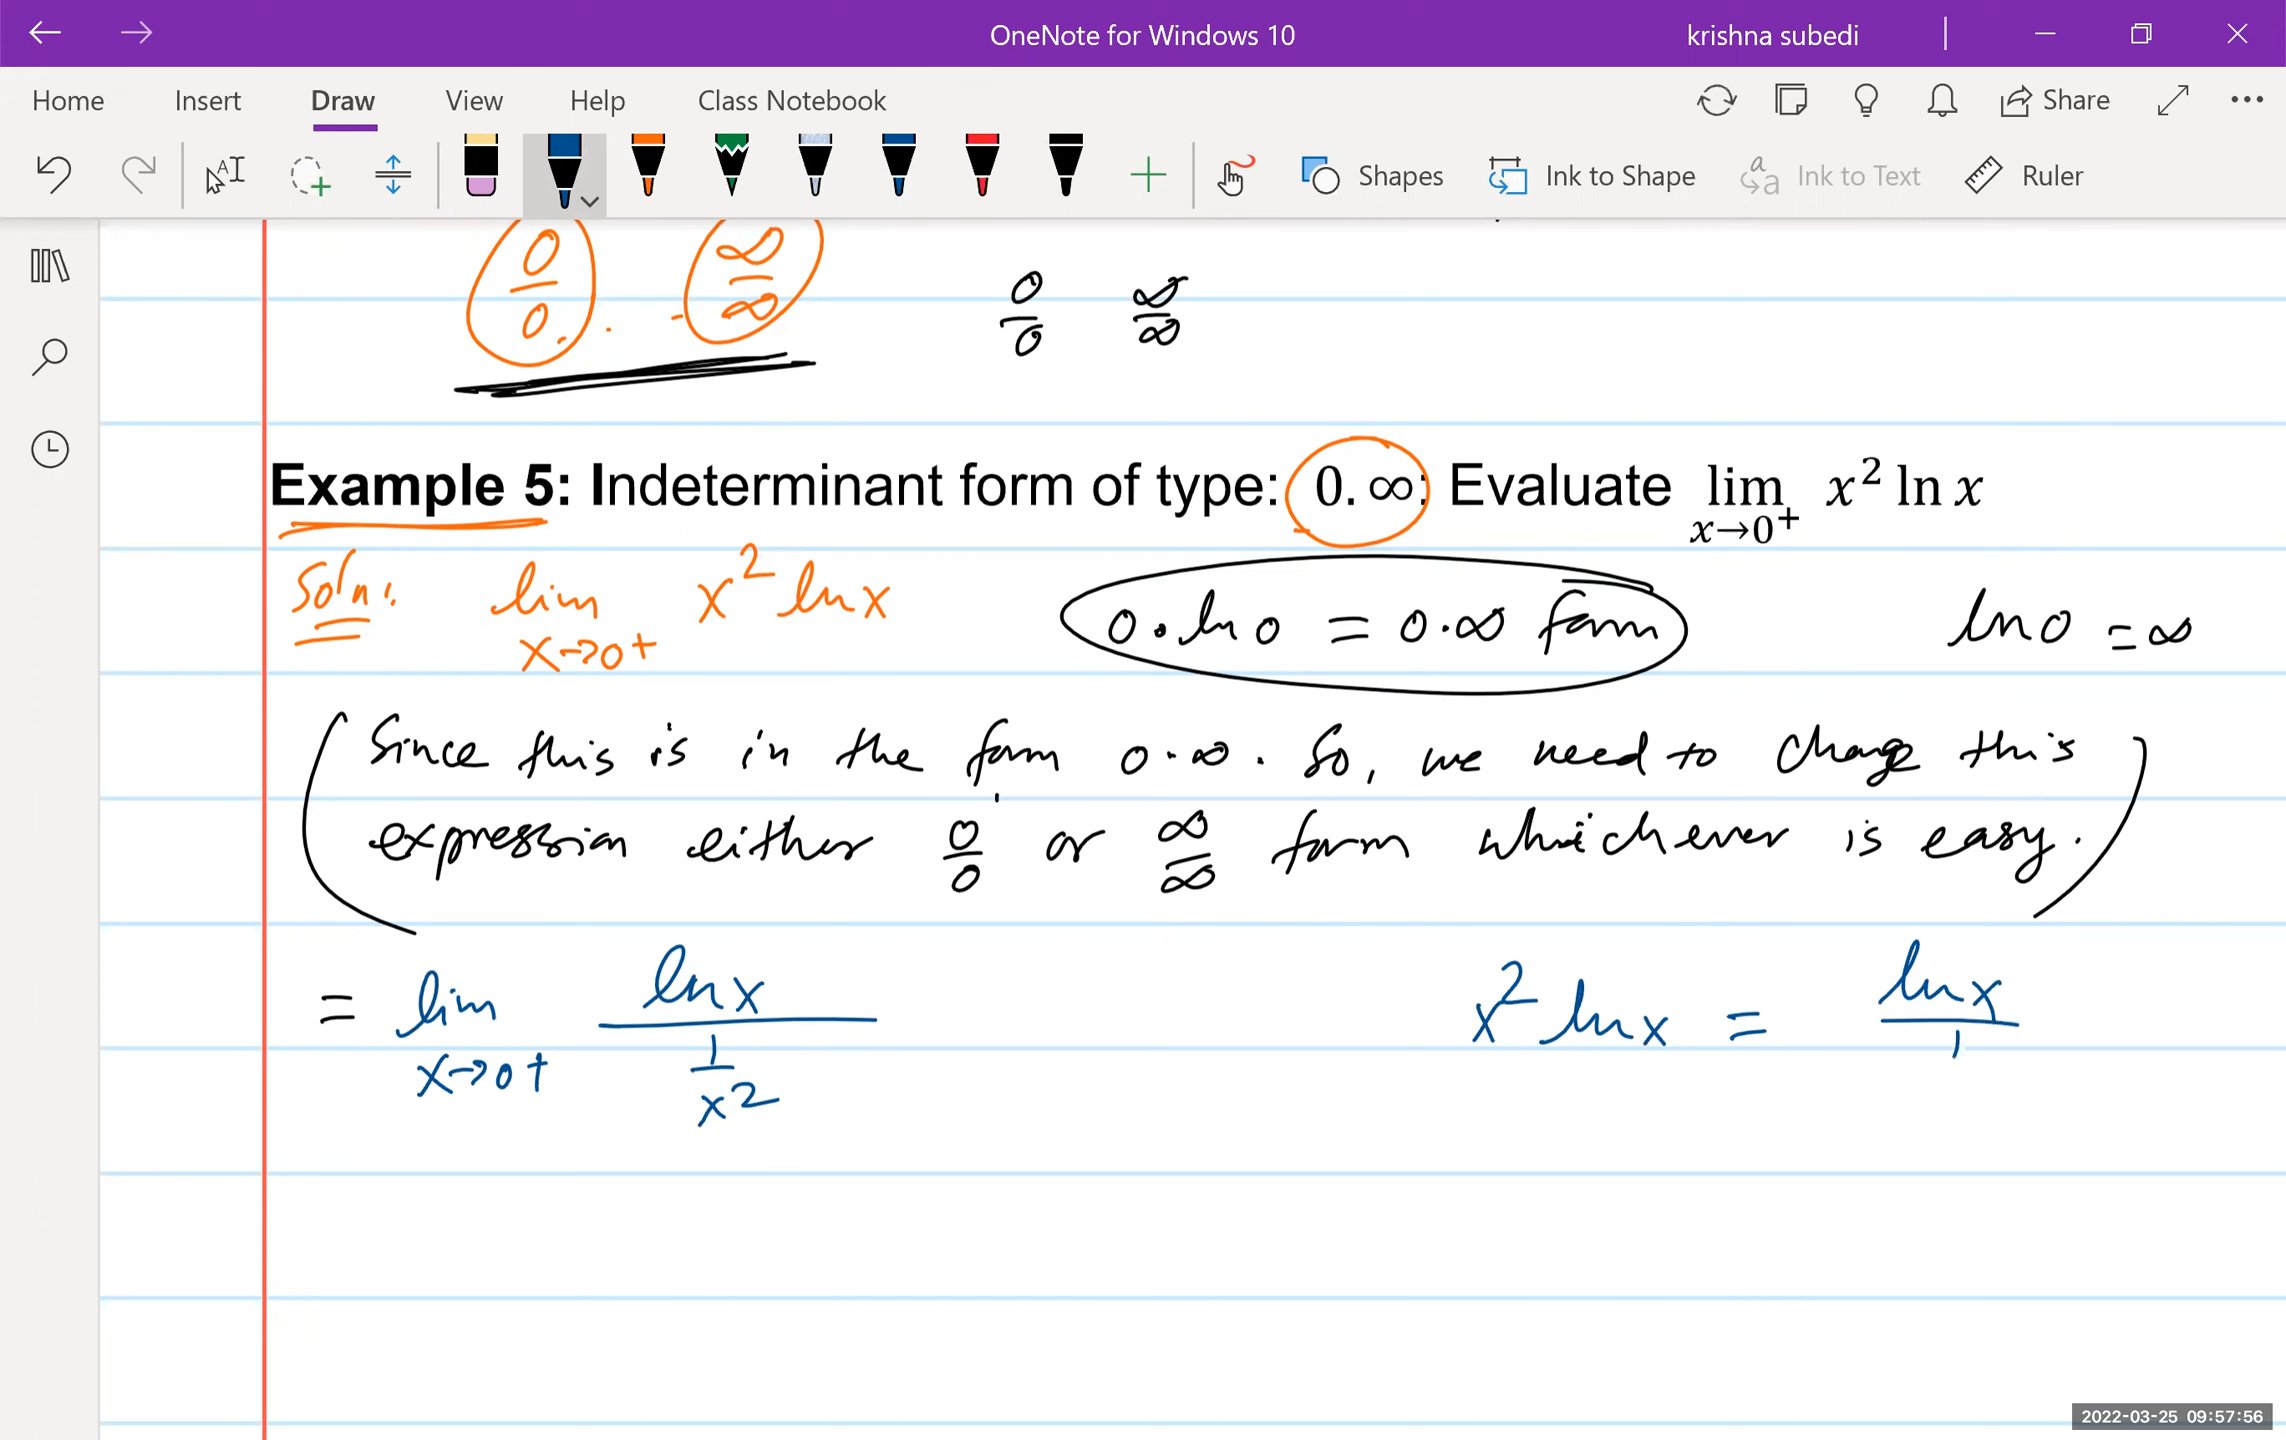 OneNote for Windows 10
krishna subedi
Home Insert Draw View Help Class Notebook Share
Shapes Ink to Shape Ink to Text Ruler
0/0 . . - ∞/∞ 0/0 ∞/∞
Example 5: Indeterminant form of type: 0.∞: Evaluate lim x→0⁺ x² ln x
Soln: lim x→0+ x² ln x 0·ln 0 = 0·∞ form ln 0 = ∞
(Since this is in the form 0·∞. So, we need to change this
expression either 0/0 or ∞/∞ form whichever is easy.)
= lim x→0+ ln x / (1/x²) x² ln x = ln x / 1
2022-03-25 09:57:56